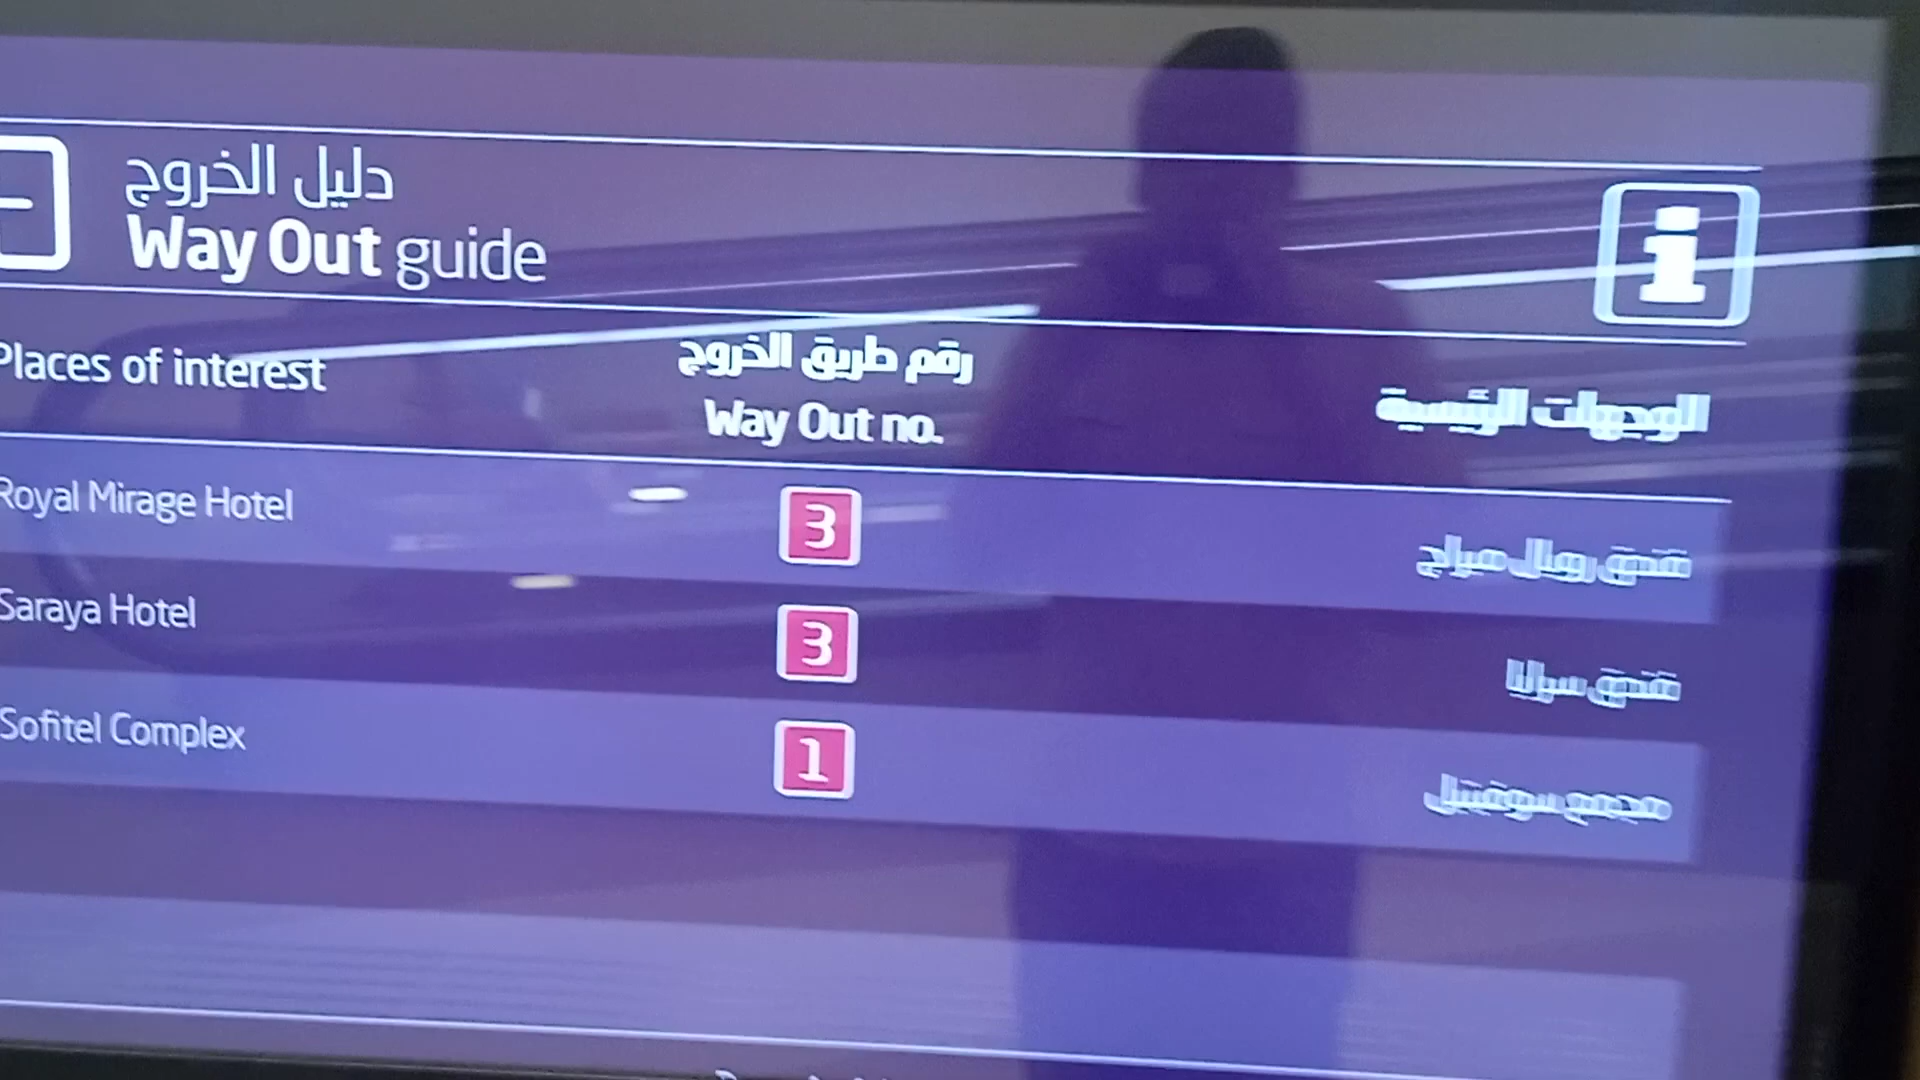 دليل الخروج
Way Out guide
Places of interest
رقم طريق الخروج
Way Out no.
الوجهات الرئيسية
Royal Mirage Hotel
3
فندق رويال ميراج
Saraya Hotel
3
فندق سرايا
Sofitel Complex
1
مجمع سوفيتيل